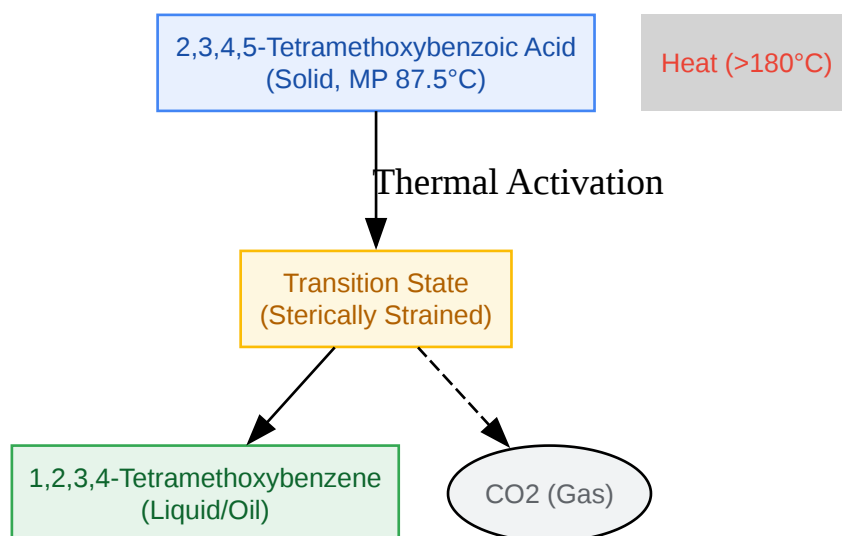 2,3,4,5-Tetramethoxybenzoic Acid
(Solid, MP 87.5°C)
Heat (>180°C)
Thermal Activation
Transition State
(Sterically Strained)
1,2,3,4-Tetramethoxybenzene
(Liquid/Oil)
CO2 (Gas)